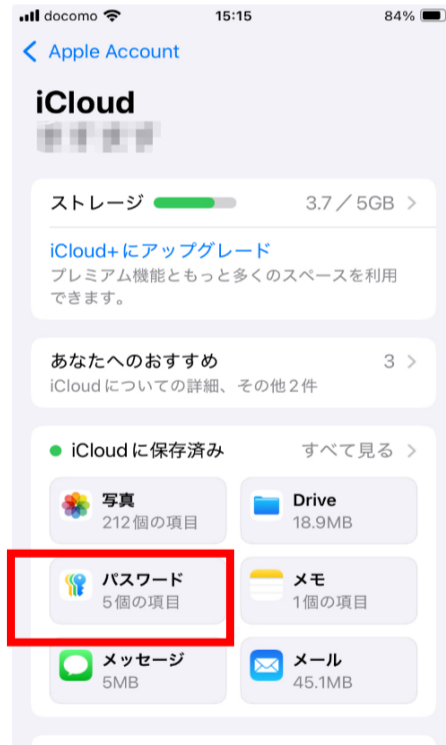 docomo 15:15 84%
Apple Account
iCloud
ストレージ 3.7／5GB
iCloud+にアップグレード
プレミアム機能ともっと多くのスペースを利用
できます。
あなたへのおすすめ 3
iCloudについての詳細、その他2件
iCloudに保存済み すべて見る
写真 Drive
212個の項目 18.9MB
パスワード メモ
5個の項目 1個の項目
メッセージ メール
5MB 45.1MB